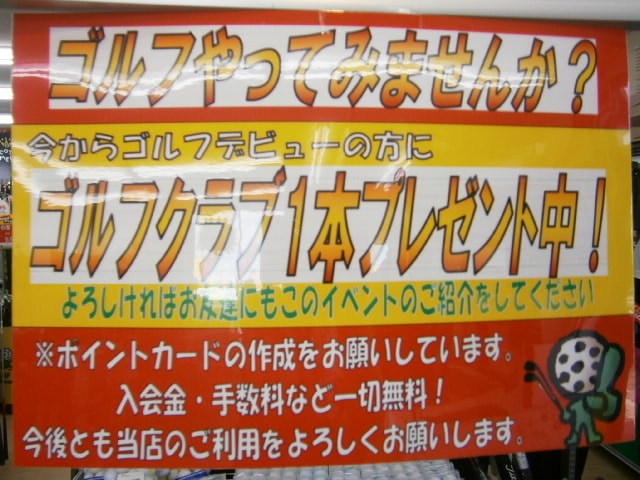 ゴルフやってみませんか?
今からゴルフデビューの方に
ゴルフクラブ1本プレゼント中!
よろしければお友達にもこのイベントのご紹介をしてください
※ポイントカードの作成をお願いしています。
入会金・手数料など一切無料!
今後とも当店のご利用をよろしくお願いします。